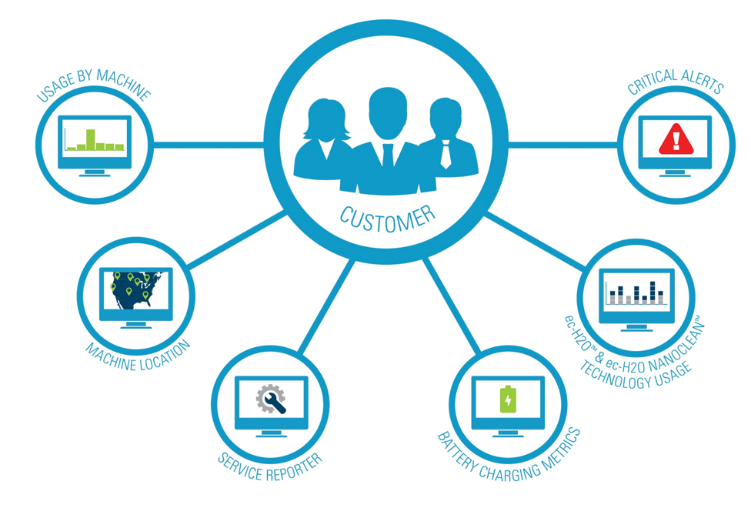 USAGE BY MACHINE
CRITICAL ALERTS
CUSTOMER
MACHINE LOCATION
ec-H2O™ & ec-H2O NANOCLEAN™
TECHNOLOGY USAGE
SERVICE REPORTER
BATTERY CHARGING METRICS